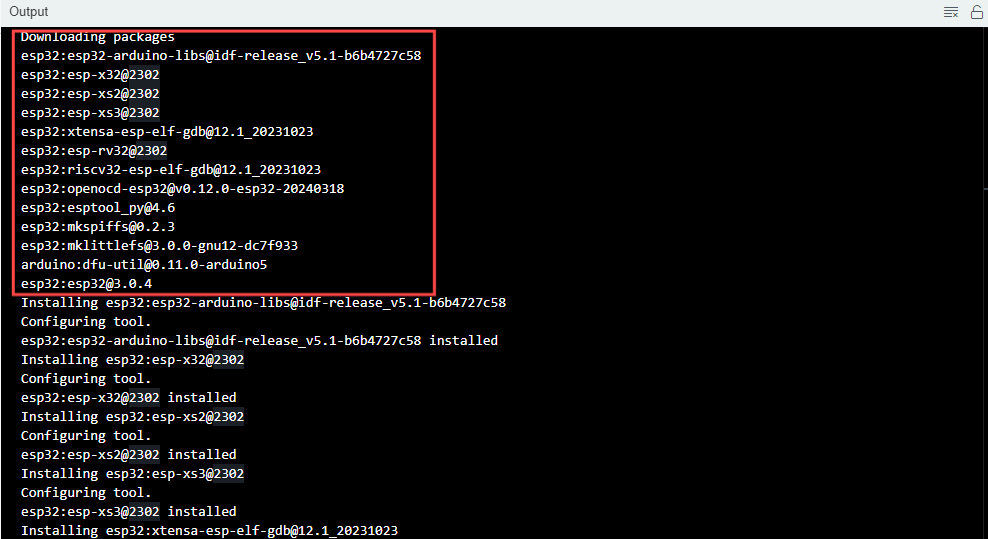 Output
Downloading packages
esp32:esp32-arduino-libs@idf-release_v5.1-b6b4727c58
esp32:esp-x32@2302
esp32:esp-xs2@2302
esp32:esp-xs3@2302
esp32:xtensa-esp-elf-gdb@12.1_20231023
esp32:esp-rv32@2302
esp32:riscv32-esp-elf-gdb@12.1_20231023
esp32:openocd-esp32@v0.12.0-esp32-20240318
esp32:esptool_py@4.6
esp32:mkspiffs@0.2.3
esp32:mklittlefs@3.0.0-gnu12-dc7f933
arduino:dfu-util@0.11.0-arduino5
esp32:esp32@3.0.4
Installing esp32:esp32-arduino-libs@idf-release_v5.1-b6b4727c58
Configuring tool.
esp32:esp32-arduino-libs@idf-release_v5.1-b6b4727c58 installed
Installing esp32:esp-x32@2302
Configuring tool.
esp32:esp-x32@2302 installed
Installing esp32:esp-xs2@2302
Configuring tool.
esp32:esp-xs2@2302 installed
Installing esp32:esp-xs3@2302
Configuring tool.
esp32:esp-xs3@2302 installed
Installing esp32:xtensa-esp-elf-gdb@12.1_20231023